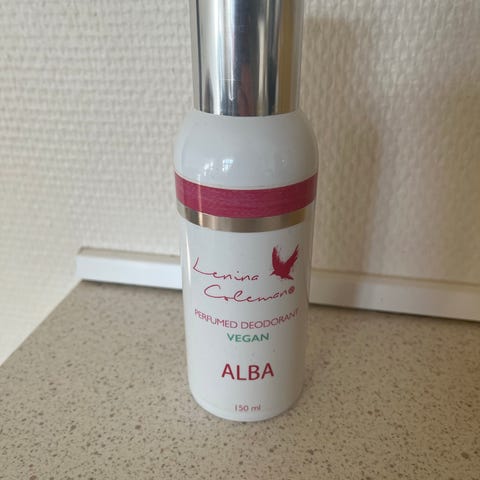 Lenina
Coleman®
PERFUMED DEODORANT
VEGAN
ALBA
150 ml